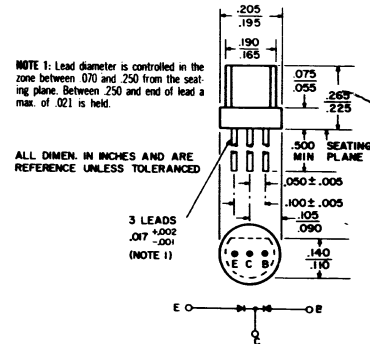 .205
.195
.190
.165
NOTE 1: Lead diameter is controlled in the
zone between .070 and .250 from the seat-
ing plane. Between .250 and end of lead a
max. of .021 is held.
.075
.055
.265
.225
ALL DIMEN. IN INCHES AND ARE
REFERENCE UNLESS TOLERANCED
.500
MIN
SEATING
PLANE
.050±.005
.100±.005
3 LEADS
.017 +.002
-.001
(NOTE 1)
.105
.090
E C B
.140
.110
E
B
C